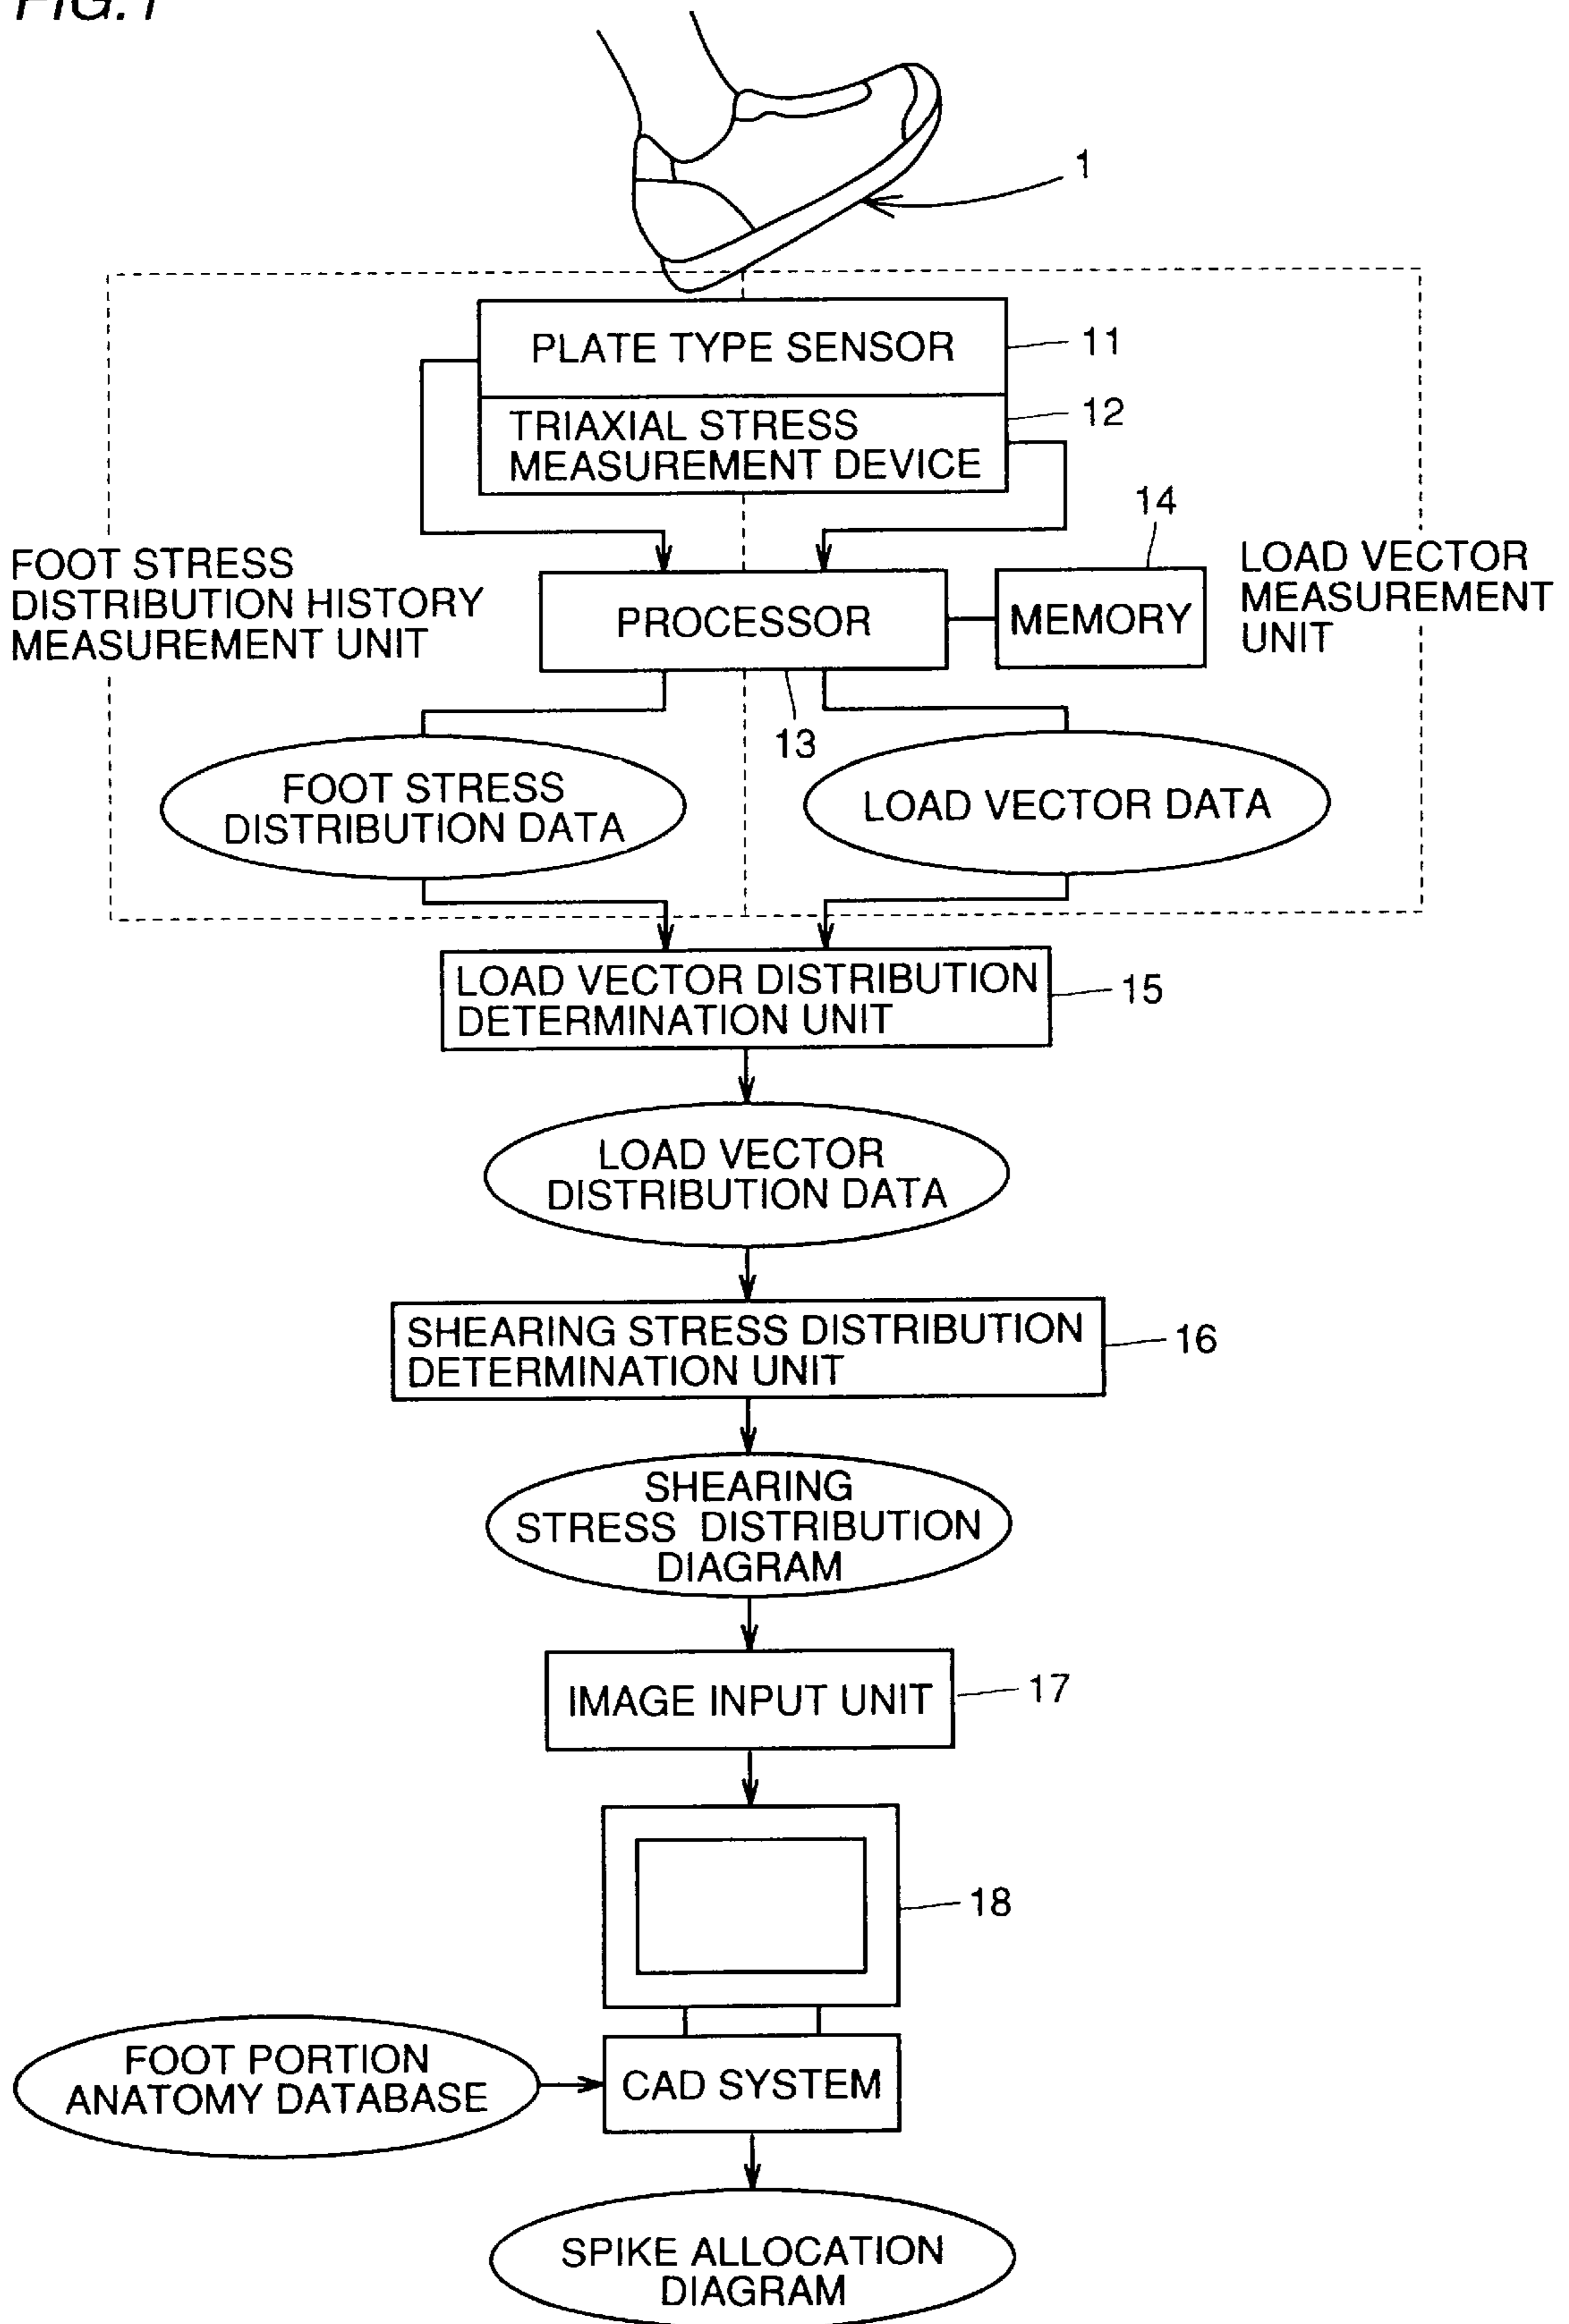 FIG. 1
1
PLATE TYPE SENSOR
11
TRIAXIAL STRESS
MEASUREMENT DEVICE
12
14
FOOT STRESS
DISTRIBUTION HISTORY
MEASUREMENT UNIT
PROCESSOR
MEMORY
LOAD VECTOR
MEASUREMENT
UNIT
13
FOOT STRESS
DISTRIBUTION DATA
LOAD VECTOR DATA
LOAD VECTOR DISTRIBUTION
DETERMINATION UNIT
15
LOAD VECTOR
DISTRIBUTION DATA
SHEARING STRESS DISTRIBUTION
DETERMINATION UNIT
16
SHEARING
STRESS DISTRIBUTION
DIAGRAM
IMAGE INPUT UNIT
17
18
FOOT PORTION
ANATOMY DATABASE
CAD SYSTEM
SPIKE ALLOCATION
DIAGRAM